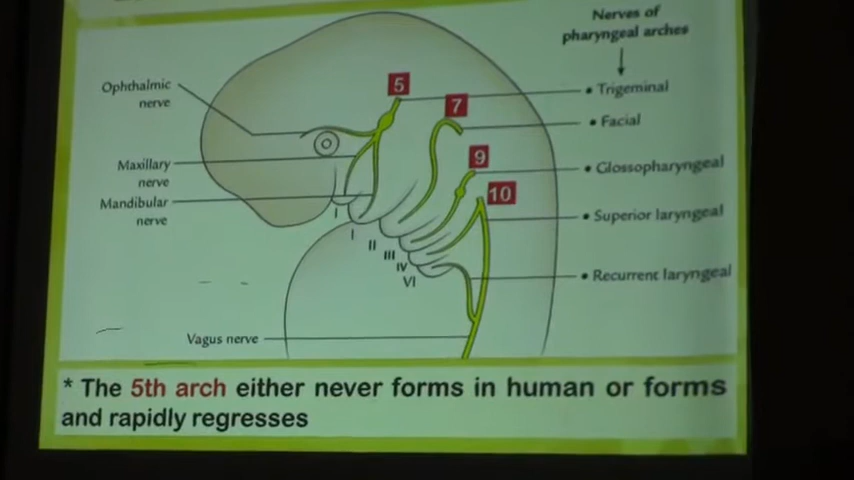 Nerves of
pharyngeal arches
Ophthalmic
nerve
5
• Trigeminal
7
• Facial
Maxillary
nerve
9
• Glossopharyngeal
Mandibular
nerve
10
• Superior laryngeal
I
I
II
III
IV
VI
• Recurrent laryngeal
Vagus nerve
* The 5th arch either never forms in human or forms
and rapidly regresses